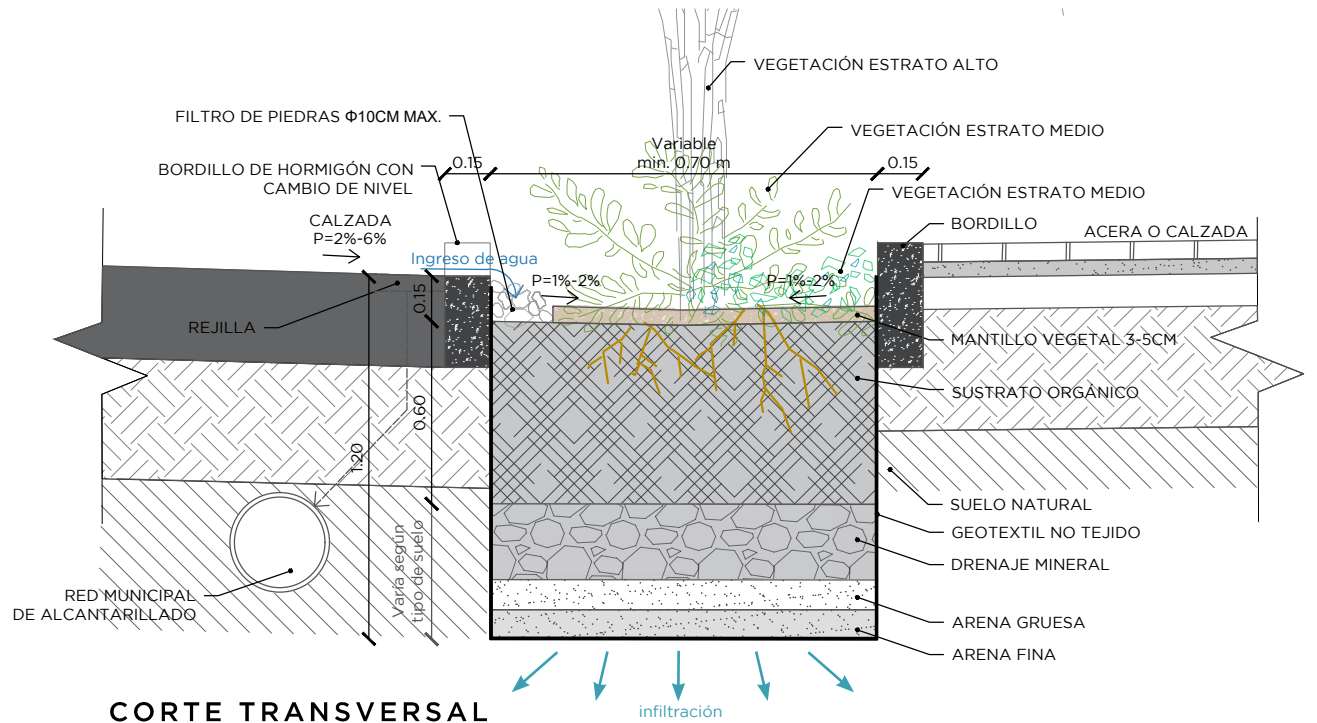 VEGETACIÓN ESTRATO ALTO
FILTRO DE PIEDRAS Φ10CM MAX.
VEGETACIÓN ESTRATO MEDIO
Variable
min. 0.70 m
0.15
0.15
BORDILLO DE HORMIGÓN CON
CAMBIO DE NIVEL
VEGETACIÓN ESTRATO MEDIO
CALZADA
P=2%-6%
BORDILLO
ACERA O CALZADA
Ingreso de agua
P=1%-2%
P=1%-2%
0.15
REJILLA
MANTILLO VEGETAL 3-5CM
SUSTRATO ORGÁNICO
0.60
1.20
SUELO NATURAL
GEOTEXTIL NO TEJIDO
DRENAJE MINERAL
Varía según
tipo de suelo
RED MUNICIPAL
DE ALCANTARILLADO
ARENA GRUESA
ARENA FINA
CORTE TRANSVERSAL
infiltración